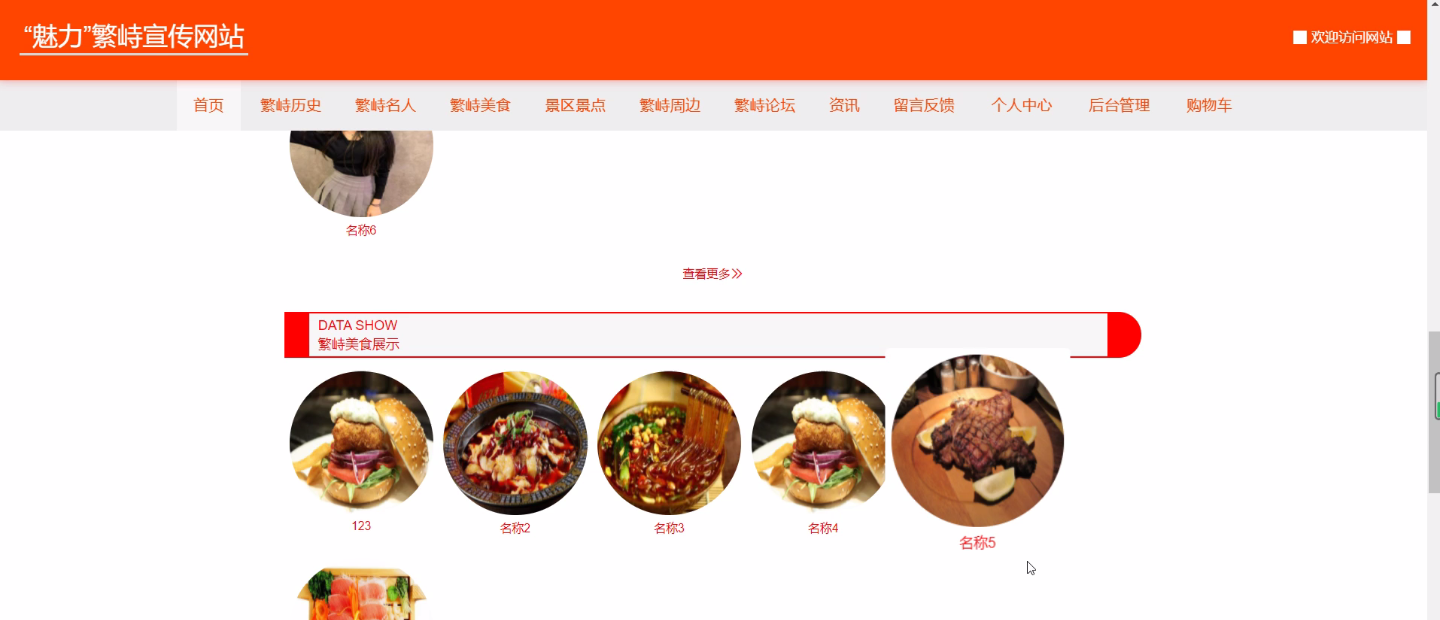 “魅力”繁峙宣传网站
欢迎访问网站
首页 繁峙历史 繁峙名人 繁峙美食 景区景点 繁峙周边 繁峙论坛 资讯 留言反馈 个人中心 后台管理 购物车
名称6
查看更多
DATA SHOW
繁峙美食展示
123 名称2 名称3 名称4 名称5